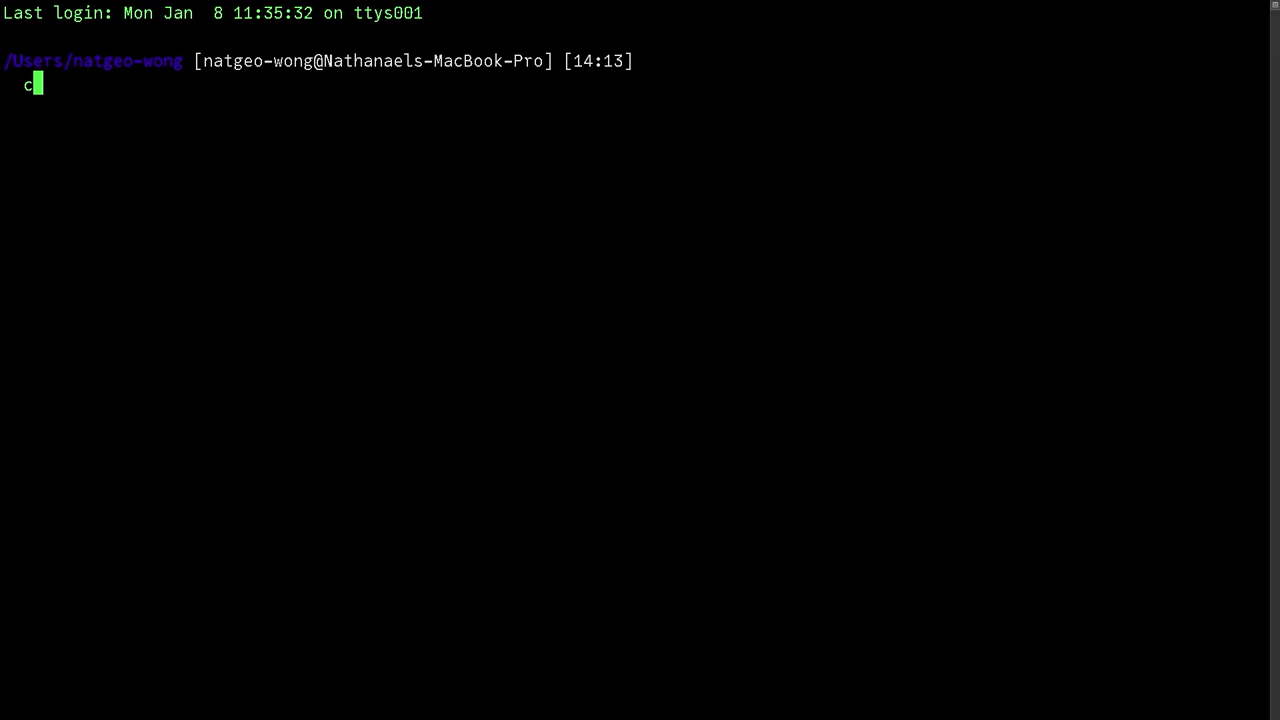 Last login: Mon Jan  8 11:35:32 on ttys001
/Users/natgeo-wong [natgeo-wong@Nathanaels-MacBook-Pro] [14:13]
c